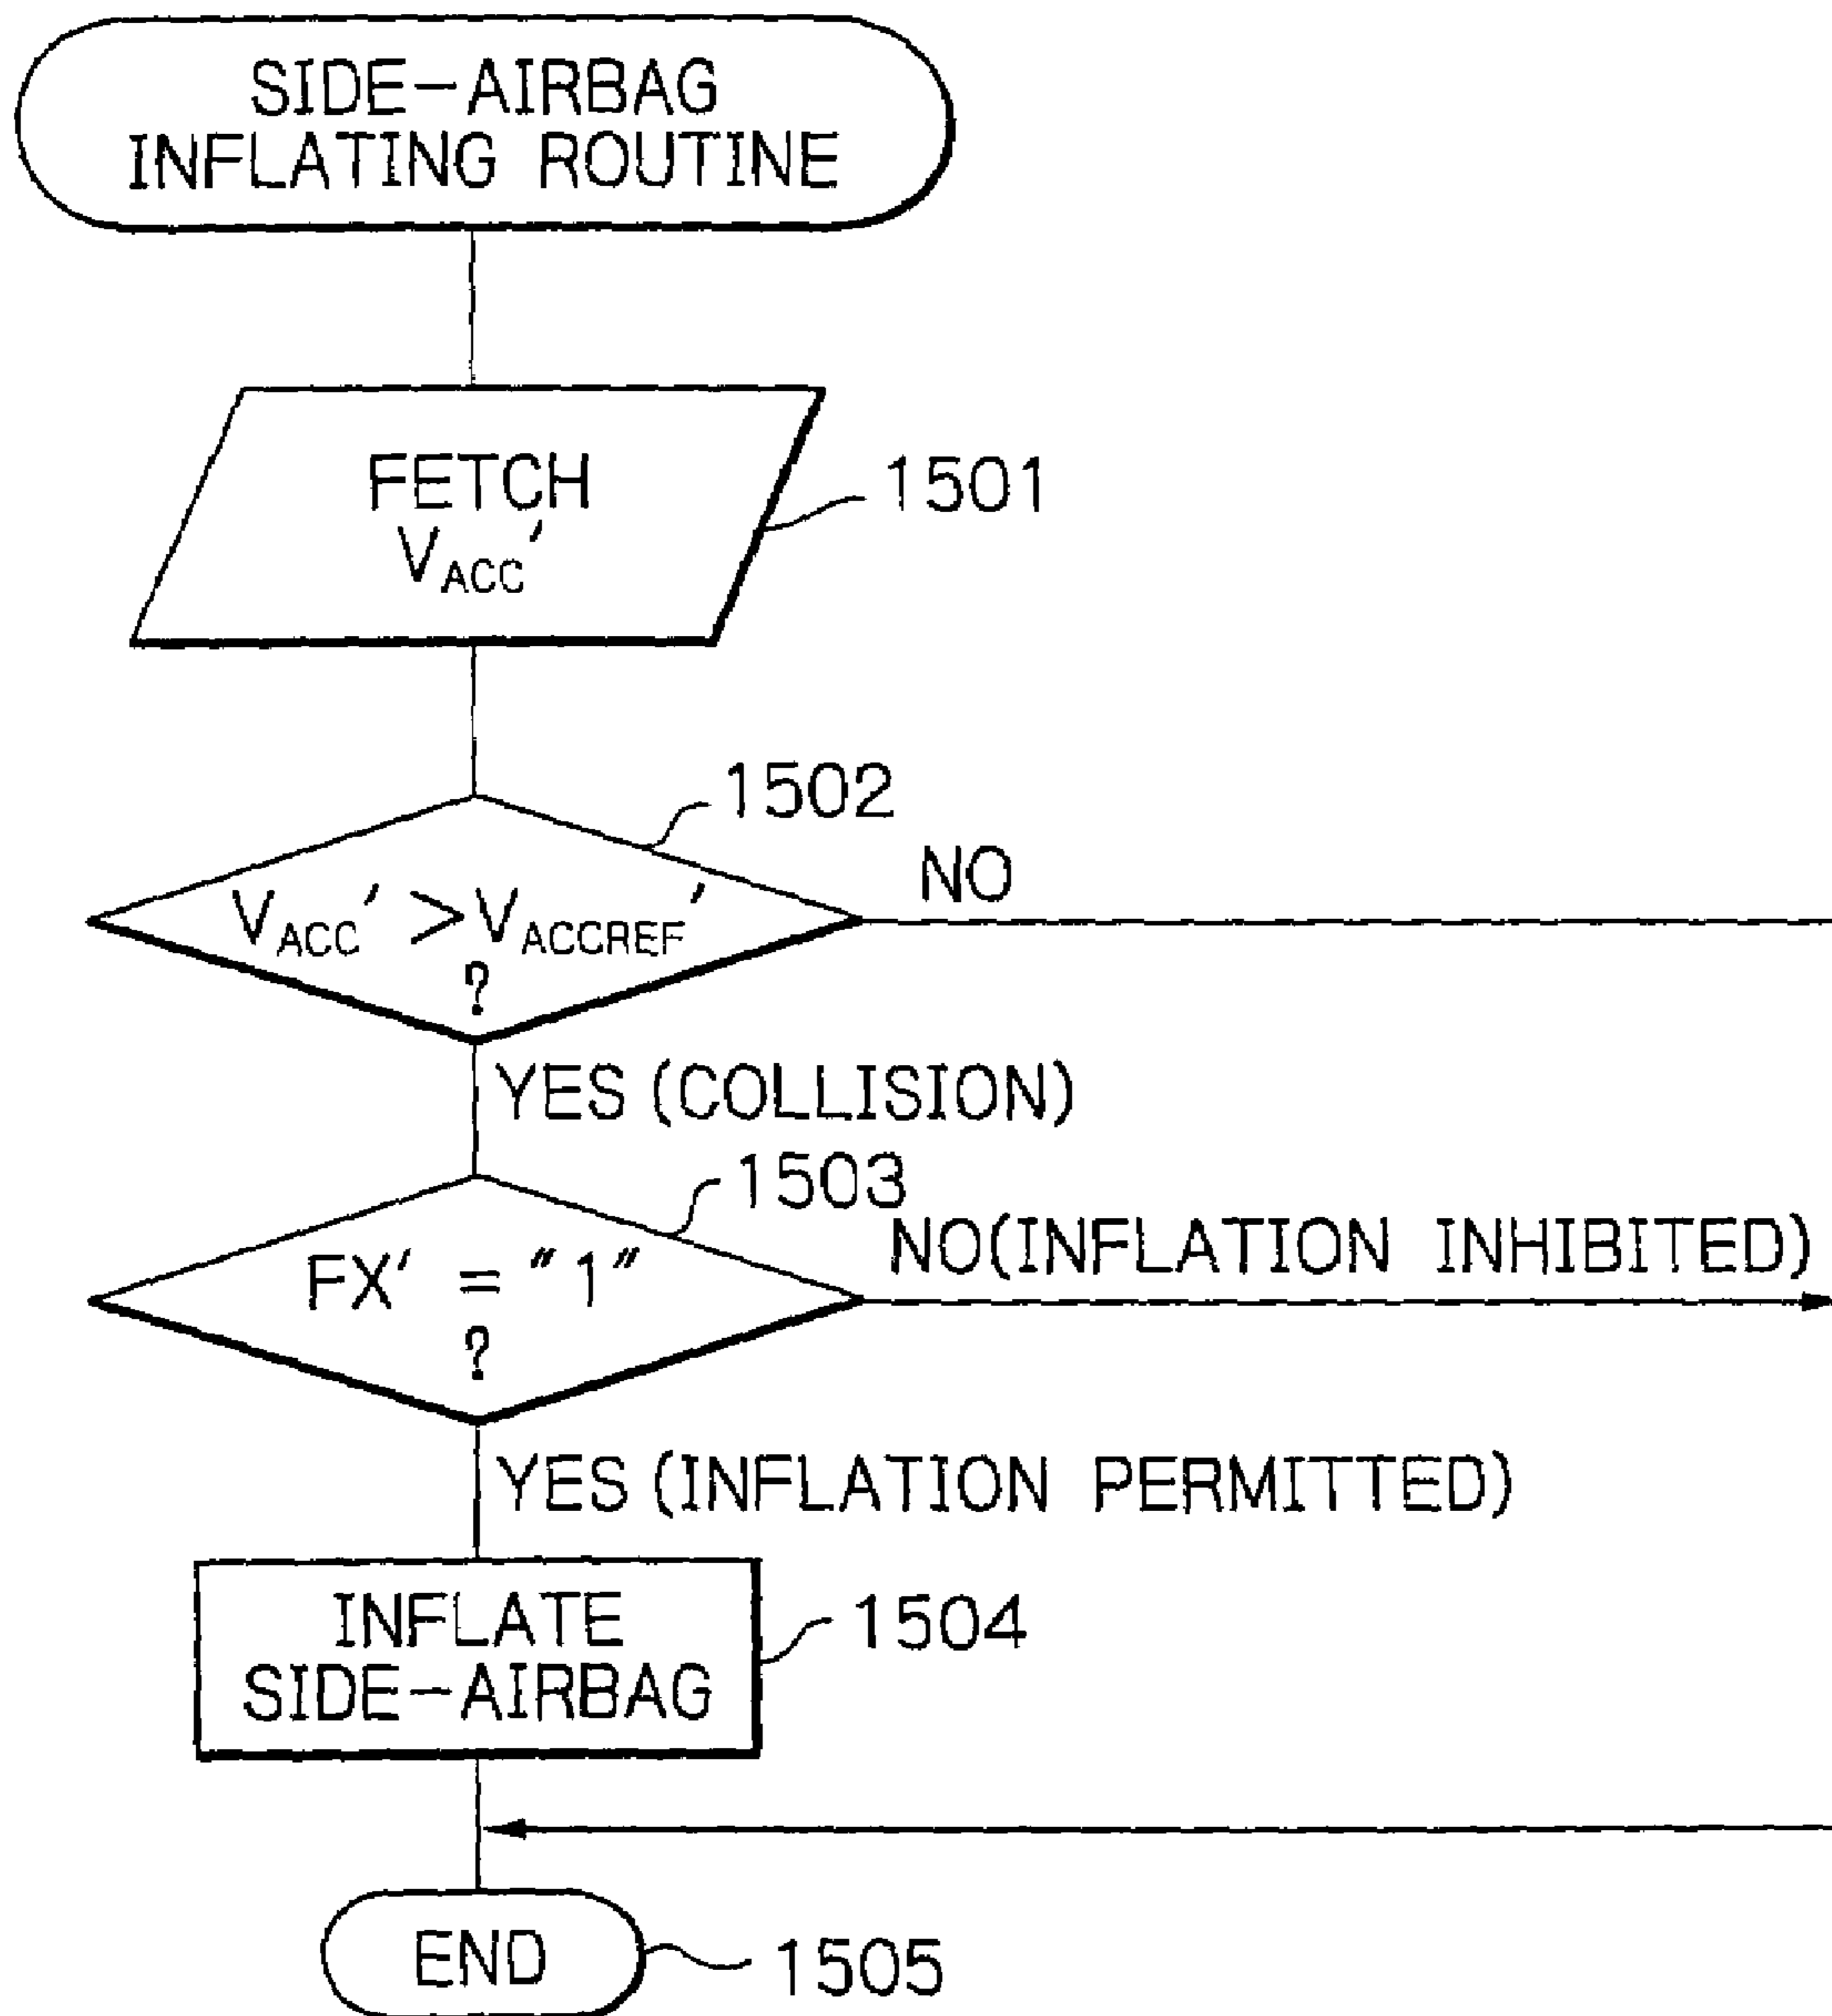 SIDE-AIRBAG
INFLATING ROUTINE
FETCH
V_ACC'
1501
1502
V_ACC' > V_ACCREF'
?
NO
YES (COLLISION)
1503
FX' = "1"
?
NO(INFLATION INHIBITED)
YES (INFLATION PERMITTED)
INFLATE
SIDE-AIRBAG
1504
END
1505